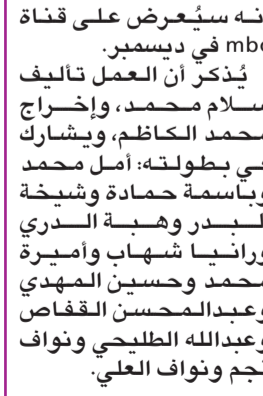 نه سيُعرض على قناة
mbc في ديسمبر.
يُذكر أن العمل تأليف
سلام محمد، وإخراج
محمد الكاظم، ويشارك
في بطولته: أمل محمد
وباسمة حمادة وشيخة
لبدر وهبة الدري
ورانيا شهاب وأميرة
محمد وحسين المهدي
وعبدالمحسن القفاص
وعبدالله الطليحي ونواف
نجم ونواف العلي.